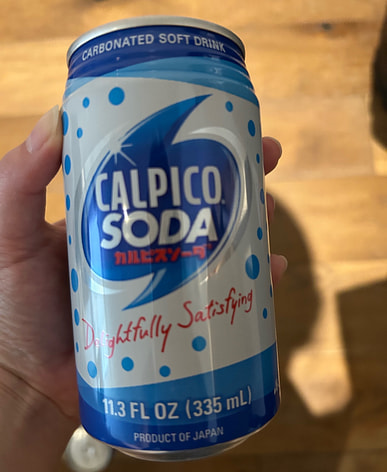 CARBONATED SOFT DRINK
CALPICO
SODA
カルピスソーダ
Delightfully Satisfying
11.3 FL OZ (335 mL)
PRODUCT OF JAPAN